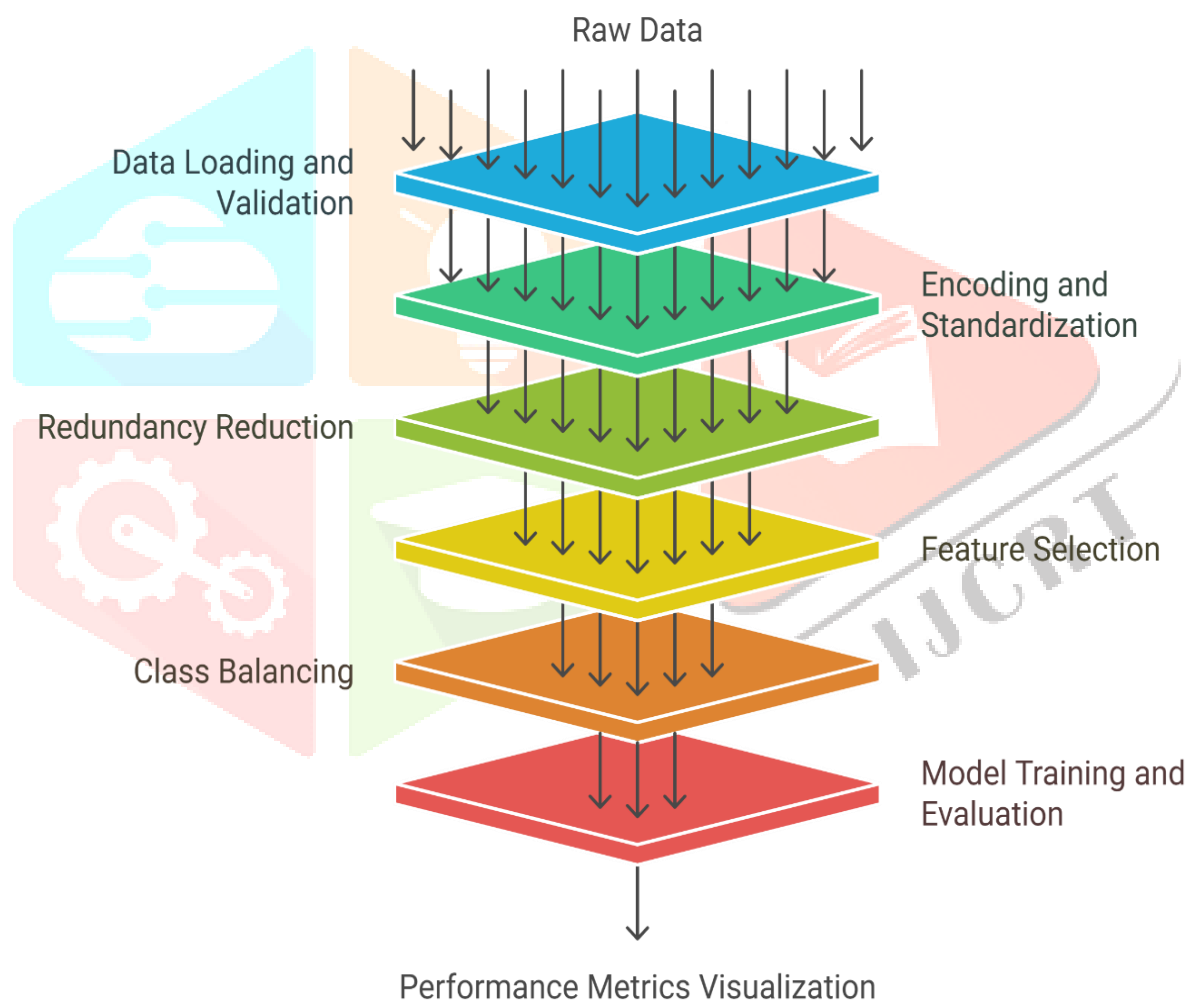 Raw Data
Data Loading and
Validation
Encoding and
Standardization
Redundancy Reduction
Feature Selection
IJCRT
Class Balancing
Model Training and
Evaluation
Performance Metrics Visualization